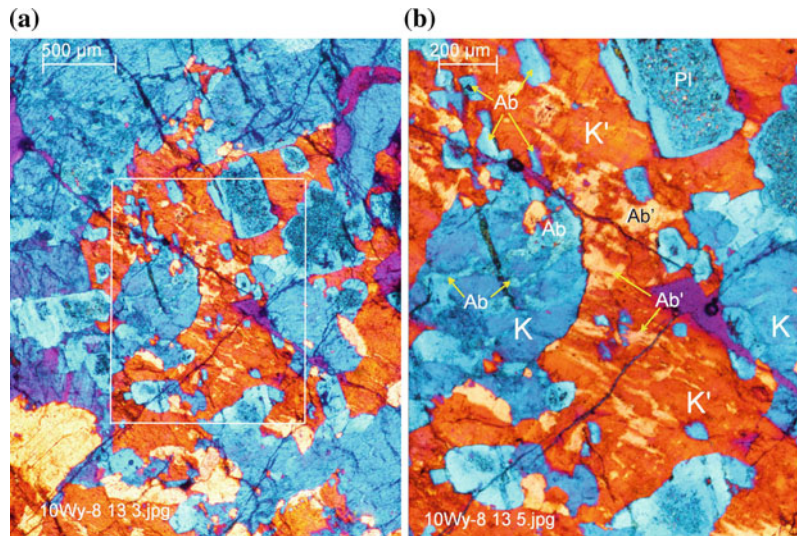 (a)
500 µm
10Wy-8 13 3.jpg
(b)
200 µm
Ab
Pl
K'
Ab'
Ab
Ab
K
Ab'
K
K'
10Wy-8 13 5.jpg